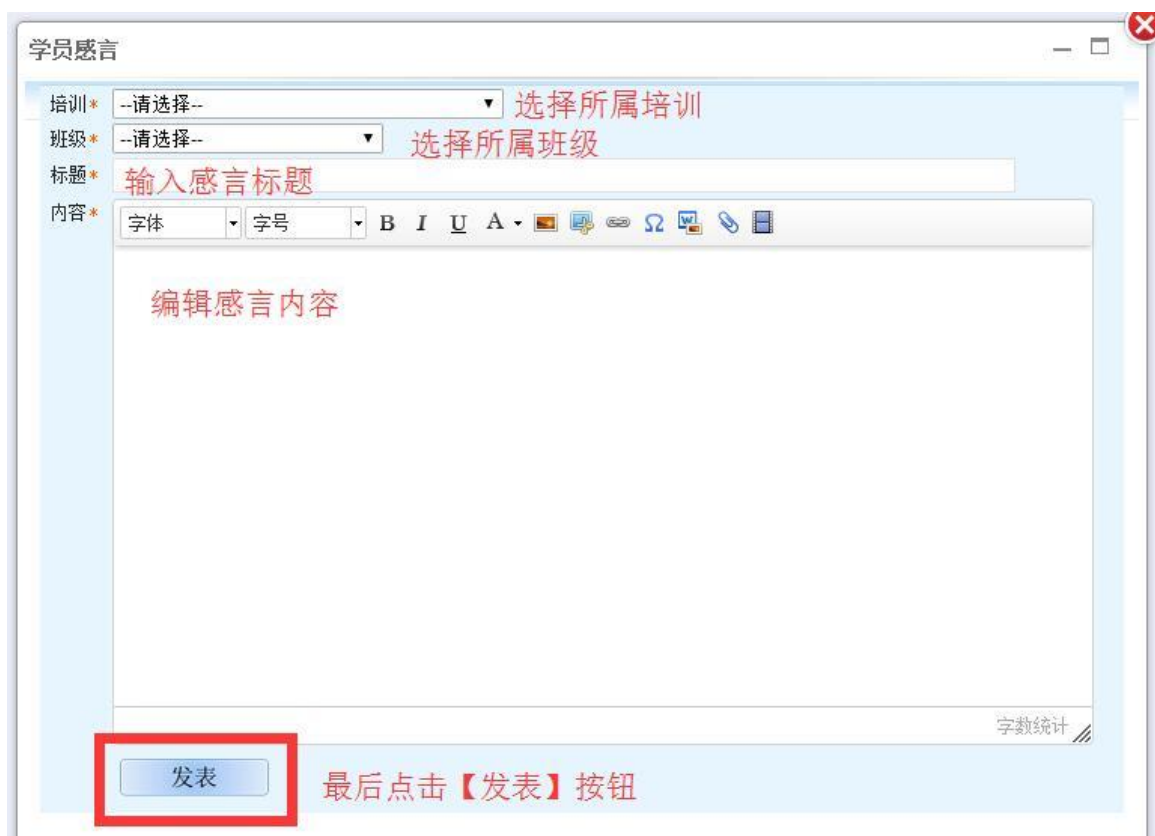 学员感言
培训* --请选择-- 选择所属培训
班级* --请选择-- 选择所属班级
标题* 输入感言标题
内容* 字体 字号 B I U A Ω W
编辑感言内容
字数统计
发表 最后点击【发表】按钮